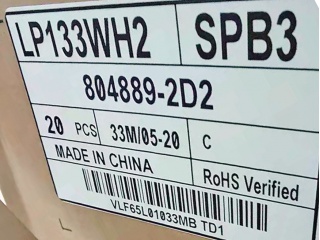 LP133WH2 SPB3
804889-2D2
20 PCS 33M/05-20 C
MADE IN CHINA RoHS Verified
VLF65L01033MB TD1